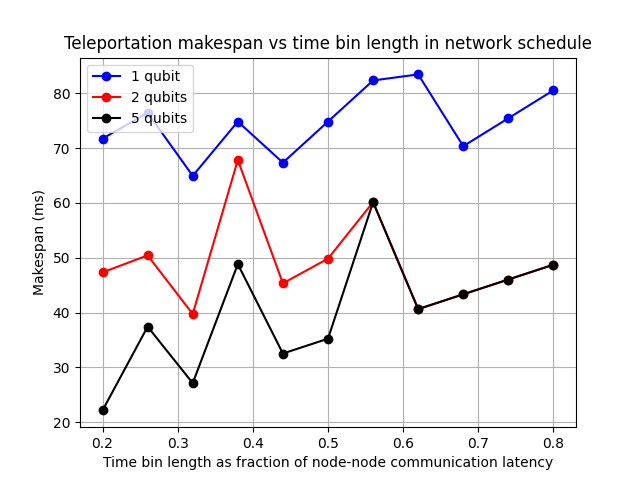 Teleportation makespan vs time bin length in network schedule
1 qubit
2 qubits
5 qubits
Makespan (ms)
80
70
60
50
40
30
20
0.2 0.3 0.4 0.5 0.6 0.7 0.8
Time bin length as fraction of node-node communication latency